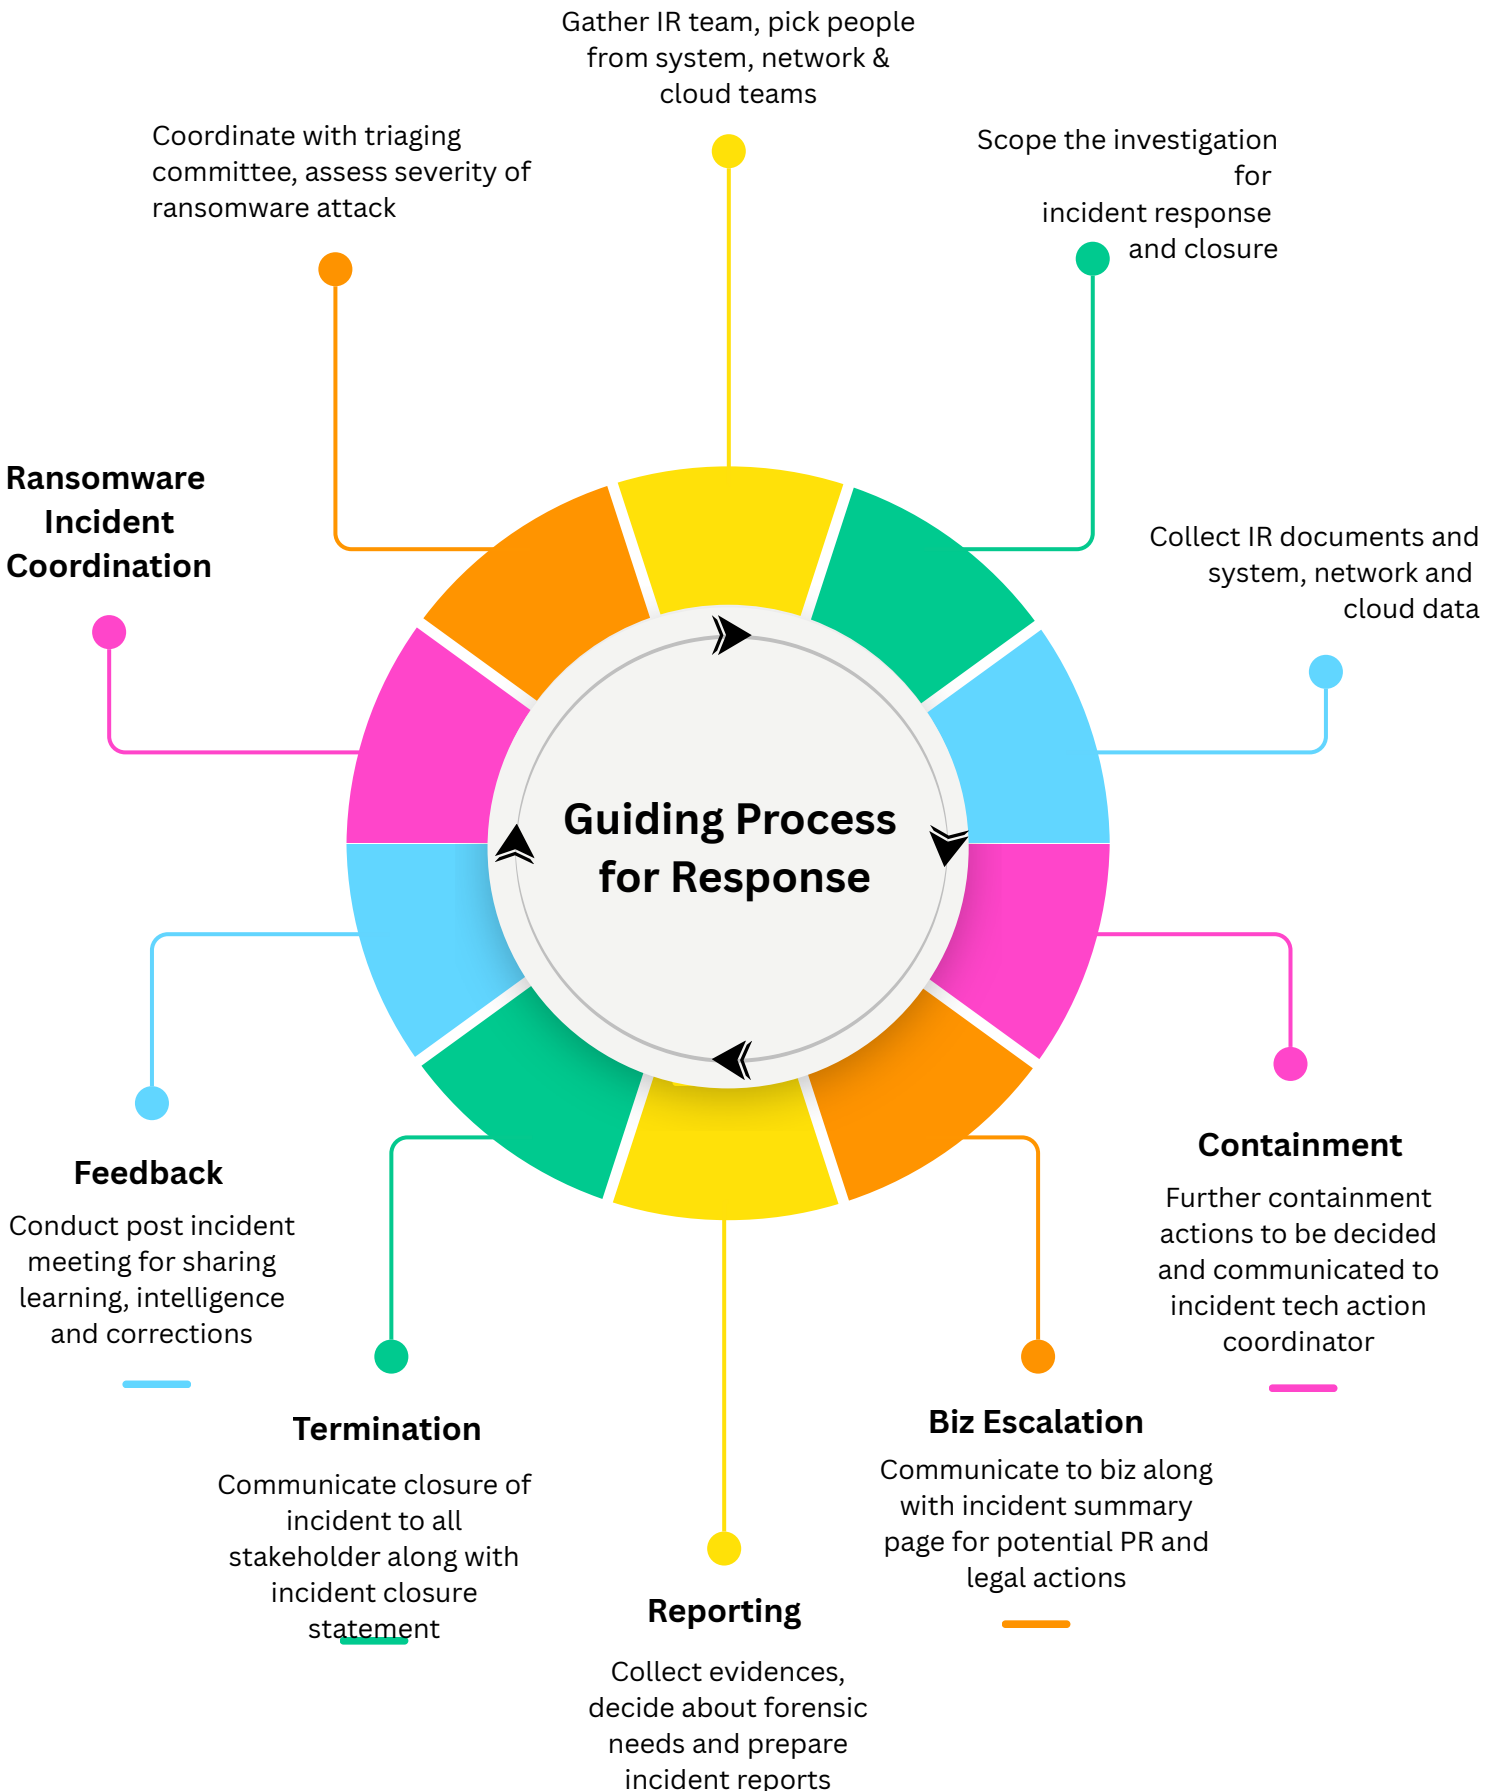 Gather IR team, pick people
from system, network &
cloud teams
Coordinate with triaging
committee, assess severity of
ransomware attack
Scope the investigation
for
incident response
and closure
Ransomware
Incident
Coordination
Collect IR documents and
system, network and
cloud data
Guiding Process
for Response
Containment
Further containment
actions to be decided
and communicated to
incident tech action
coordinator
Feedback
Conduct post incident
meeting for sharing
learning, intelligence
and corrections
Biz Escalation
Communicate to biz along
with incident summary
page for potential PR and
legal actions
Termination
Communicate closure of
incident to all
stakeholder along with
incident closure
statement
Reporting
Collect evidences,
decide about forensic
needs and prepare
incident reports